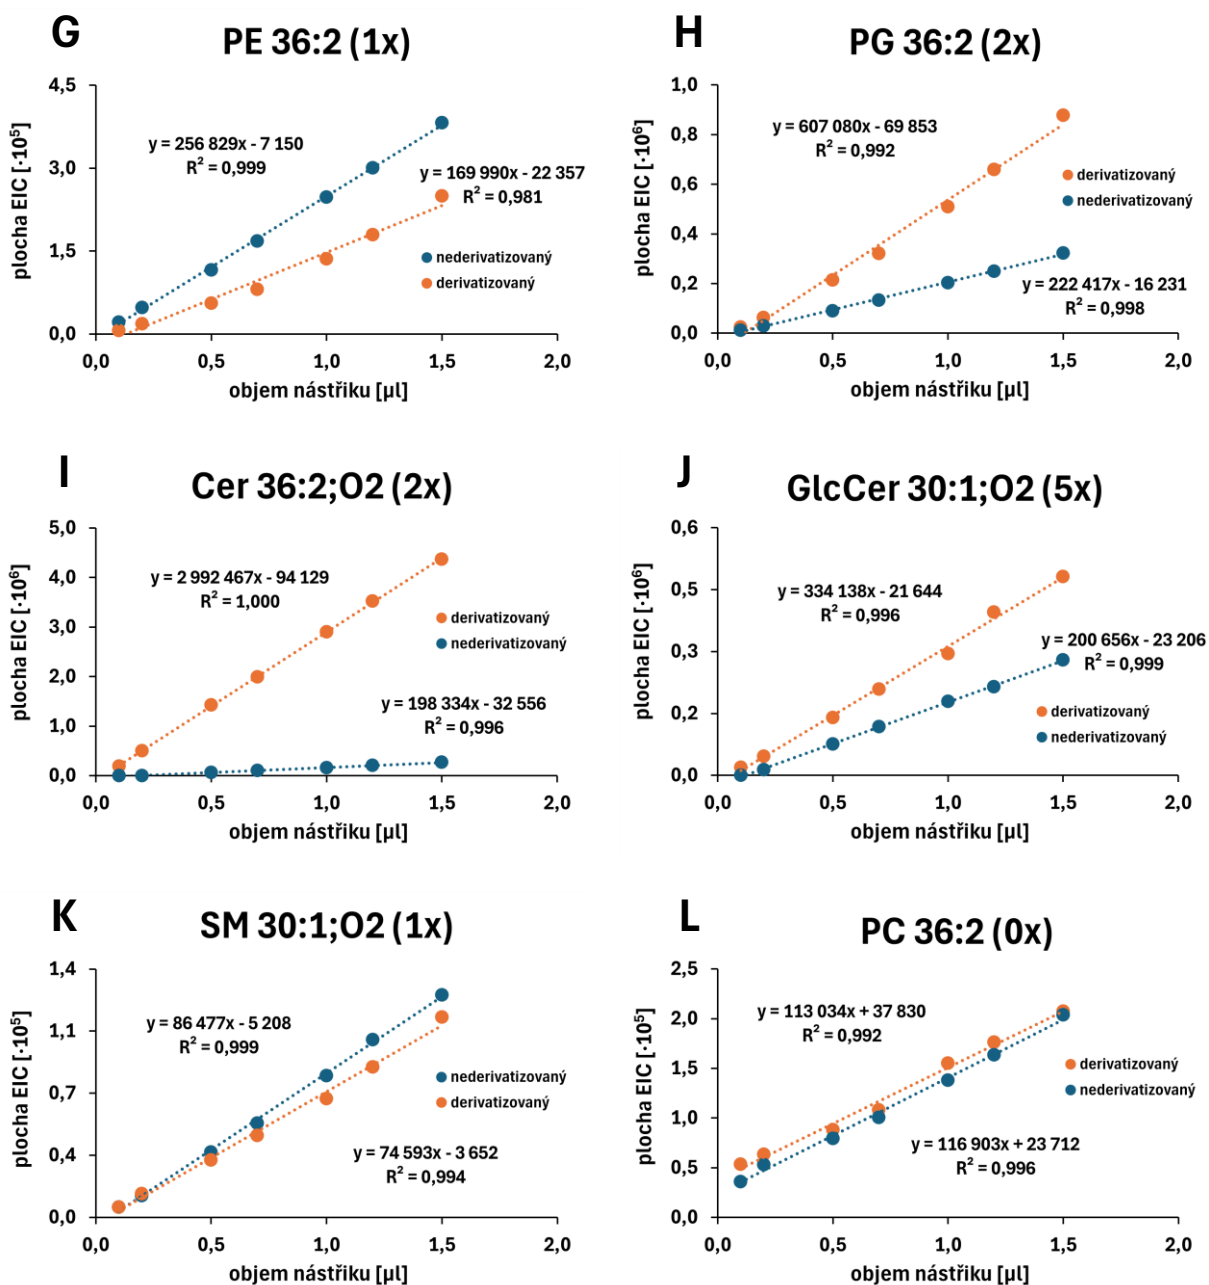 G
PE 36:2 (1x)
plocha EIC [·10⁵]
4,5
3,0
1,5
0,0
y = 256 829x - 7 150
R² = 0,999
y = 169 990x - 22 357
R² = 0,981
nederivatizovaný
derivatizovaný
0,0 0,5 1,0 1,5 2,0
objem nástřiku [µl]
H
PG 36:2 (2x)
plocha EIC [·10⁶]
1,0
0,8
0,6
0,4
0,2
0,0
y = 607 080x - 69 853
R² = 0,992
derivatizovaný
nederivatizovaný
y = 222 417x - 16 231
R² = 0,998
0,0 0,5 1,0 1,5 2,0
objem nástřiku [µl]
I
Cer 36:2;O2 (2x)
plocha EIC [·10⁶]
5,0
4,0
3,0
2,0
1,0
0,0
y = 2 992 467x - 94 129
R² = 1,000
derivatizovaný
nederivatizovaný
y = 198 334x - 32 556
R² = 0,996
0,0 0,5 1,0 1,5 2,0
objem nástřiku [µl]
J
GlcCer 30:1;O2 (5x)
plocha EIC [·10⁶]
0,6
0,5
0,3
0,2
0,0
y = 334 138x - 21 644
R² = 0,996
y = 200 656x - 23 206
R² = 0,999
derivatizovaný
nederivatizovaný
0,0 0,5 1,0 1,5 2,0
objem nástřiku [µl]
K
SM 30:1;O2 (1x)
plocha EIC [·10⁵]
1,4
1,1
0,7
0,4
0,0
y = 86 477x - 5 208
R² = 0,999
nederivatizovaný
derivatizovaný
y = 74 593x - 3 652
R² = 0,994
0,0 0,5 1,0 1,5 2,0
objem nástřiku [µl]
L
PC 36:2 (0x)
plocha EIC [·10⁵]
2,5
2,0
1,5
1,0
0,5
0,0
y = 113 034x + 37 830
R² = 0,992
derivatizovaný
nederivatizovaný
y = 116 903x + 23 712
R² = 0,996
0,0 0,5 1,0 1,5 2,0
objem nástřiku [µl]